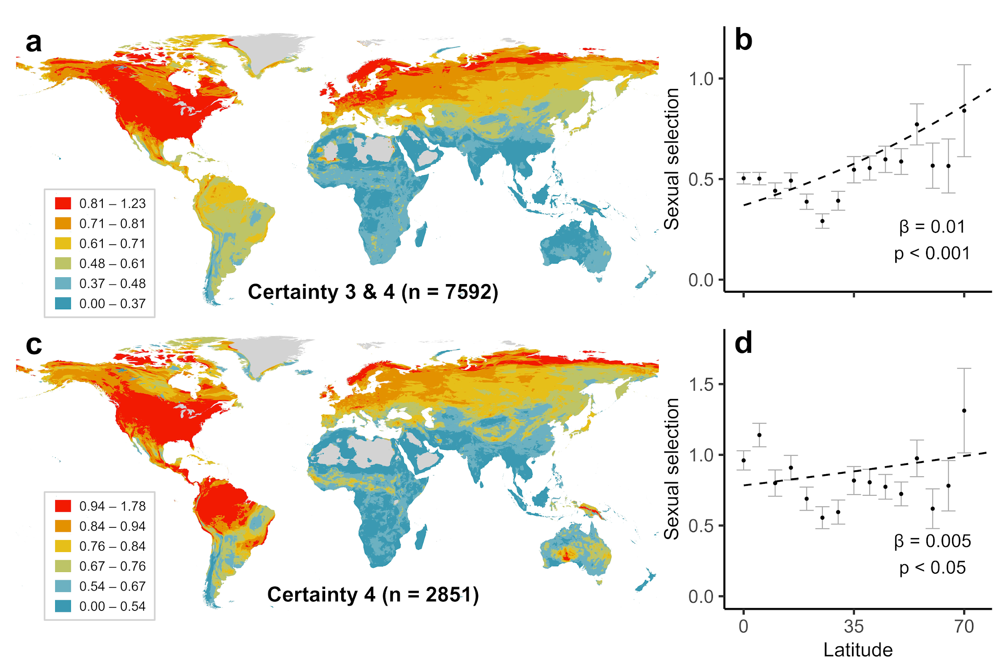 a
0.81 – 1.23
0.71 – 0.81
0.61 – 0.71
0.48 – 0.61
0.37 – 0.48
0.00 – 0.37
Certainty 3 & 4 (n = 7592)
b
Sexual selection
1.0
0.5
0.0
β = 0.01
p < 0.001
c
0.94 – 1.78
0.84 – 0.94
0.76 – 0.84
0.67 – 0.76
0.54 – 0.67
0.00 – 0.54
Certainty 4 (n = 2851)
d
Sexual selection
1.5
1.0
0.5
0.0
β = 0.005
p < 0.05
0 35 70
Latitude